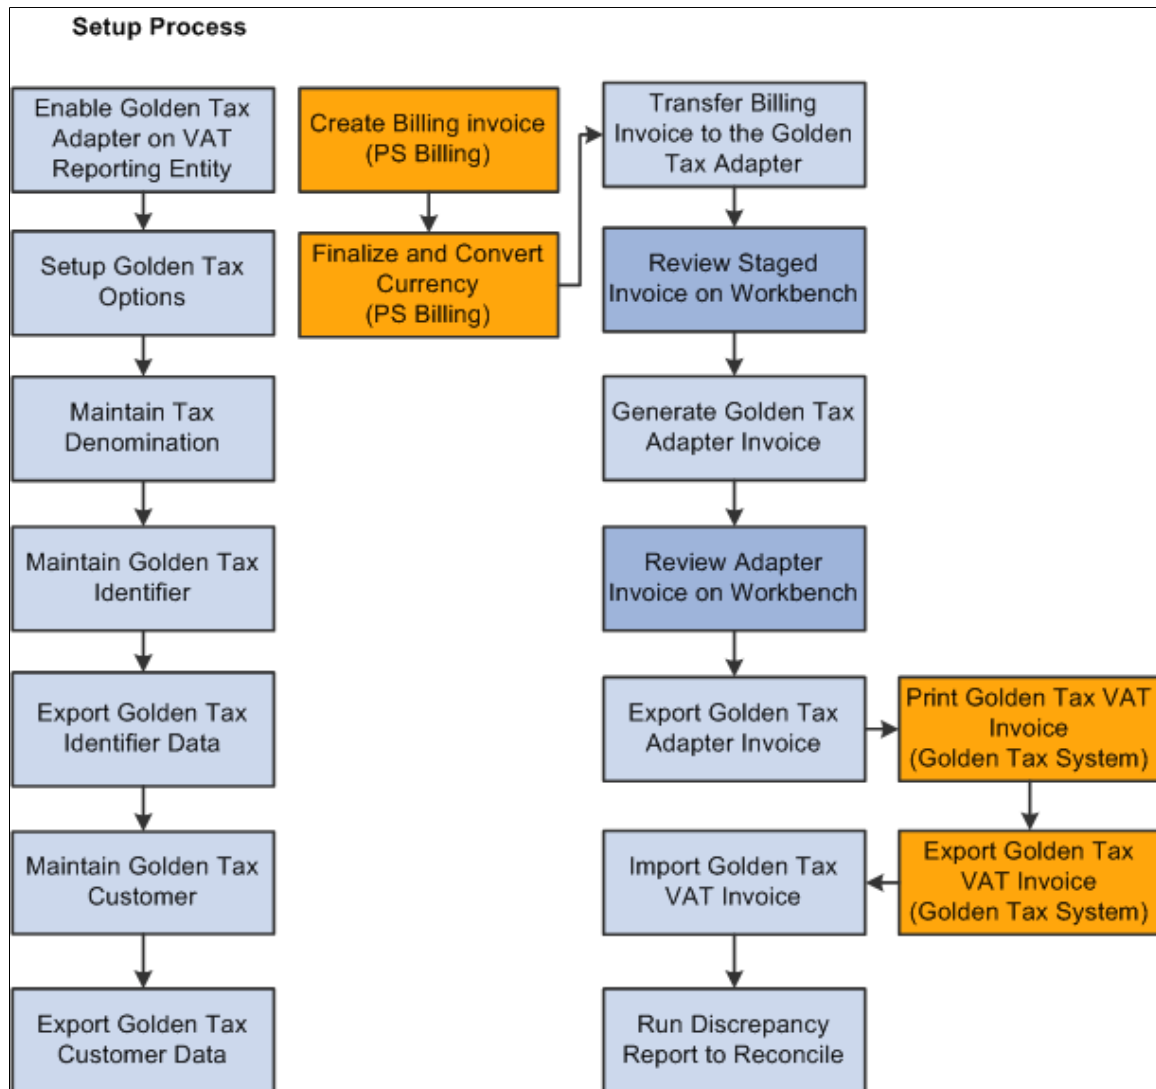 Setup Process
Enable Golden Tax
Adapter on VAT
Reporting Entity
Setup Golden Tax
Options
Maintain Tax
Denomination
Maintain Golden Tax
Identifier
Export Golden Tax
Identifier Data
Maintain Golden Tax
Customer
Export Golden Tax
Customer Data
Create Billing invoice
(PS Billing)
Finalize and Convert
Currency
(PS Billing)
Transfer Billing
Invoice to the Golden
Tax Adapter
Review Staged
Invoice on Workbench
Generate Golden Tax
Adapter Invoice
Review Adapter
Invoice on Workbench
Export Golden Tax
Adapter Invoice
Print Golden Tax VAT
Invoice
(Golden Tax System)
Export Golden Tax
VAT Invoice
(Golden Tax System)
Import Golden Tax
VAT Invoice
Run Discrepancy
Report to Reconcile